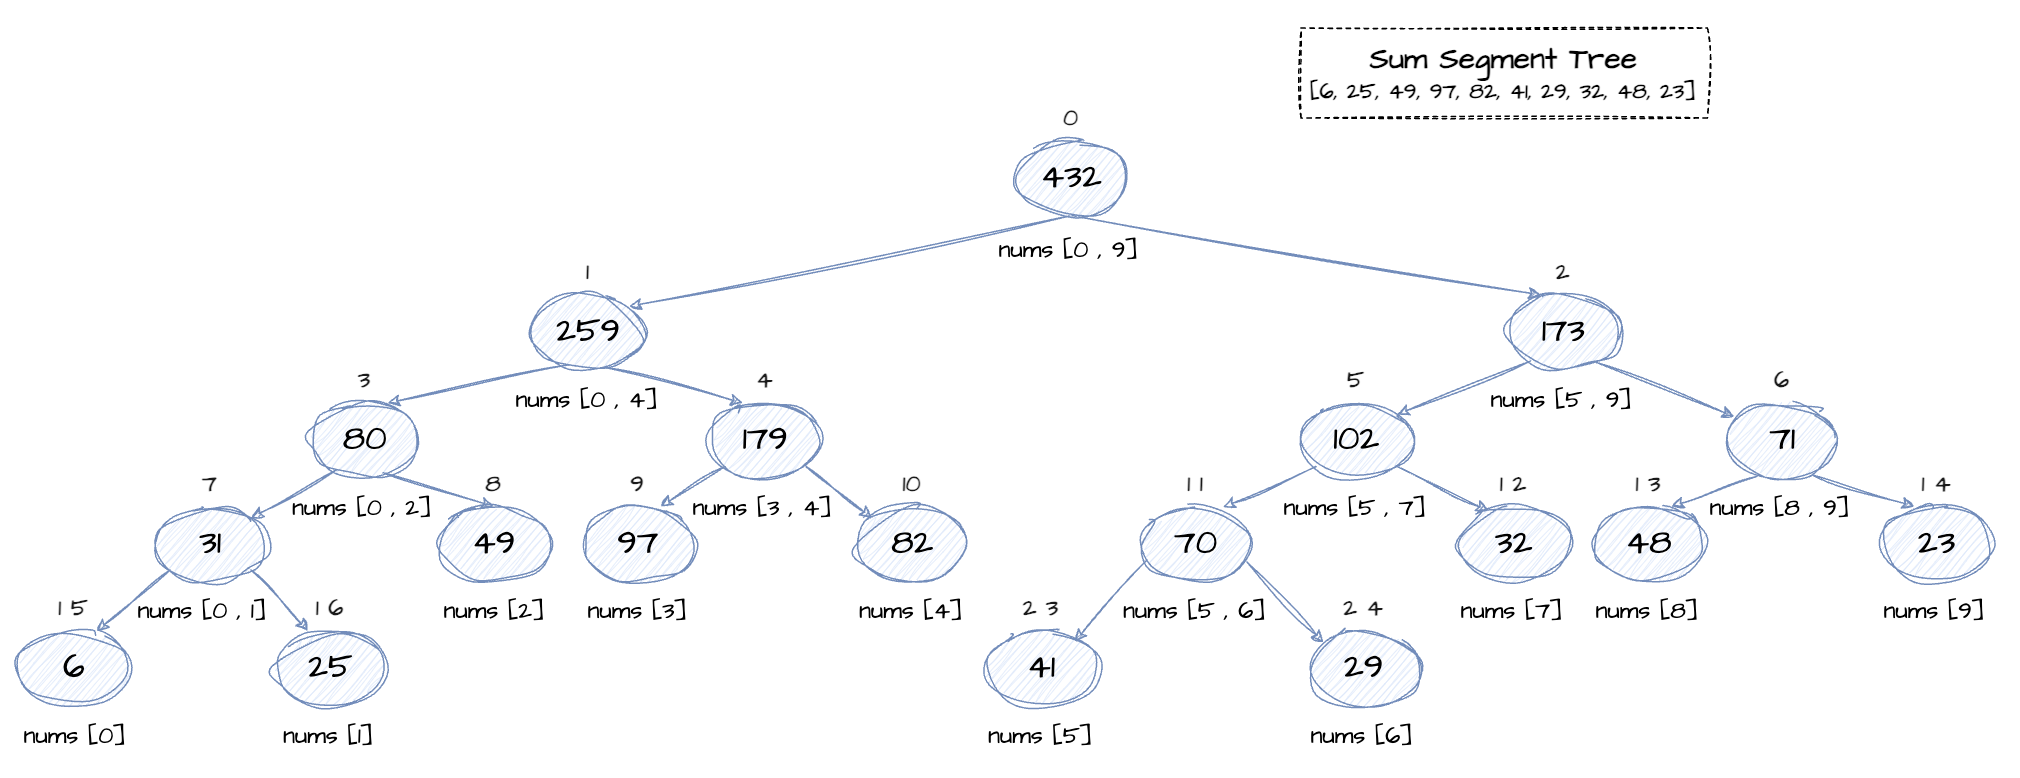 Sum Segment Tree
[6, 25, 49, 97, 82, 41, 29, 32, 48, 23]
0
432
nums [0 , 9]
1
2
259
173
nums [0 , 4]
nums [5 , 9]
3
4
5
6
80
179
102
71
nums [0 , 2]
nums [3 , 4]
nums [5 , 7]
nums [8 , 9]
7
8
9
10
11
12
13
14
31
49
97
82
70
32
48
23
nums [0 , 1]
nums [2]
nums [3]
nums [4]
nums [5 , 6]
nums [7]
nums [8]
nums [9]
15
16
23
24
6
25
41
29
nums [0]
nums [1]
nums [5]
nums [6]